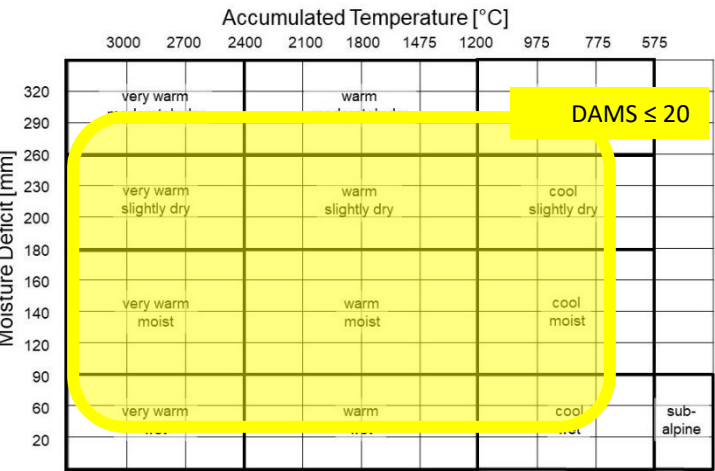 Accumulated Temperature [°C]
3000 2700 2400 2100 1800 1475 1200 975 775 575
Moisture Deficit [mm]
320
290
260
230
200
180
160
140
120
90
60
20
very warm
warm
DAMS ≤ 20
very warm
slightly dry
warm
slightly dry
cool
slightly dry
very warm
moist
warm
moist
cool
moist
very warm
warm
cool
sub-
alpine